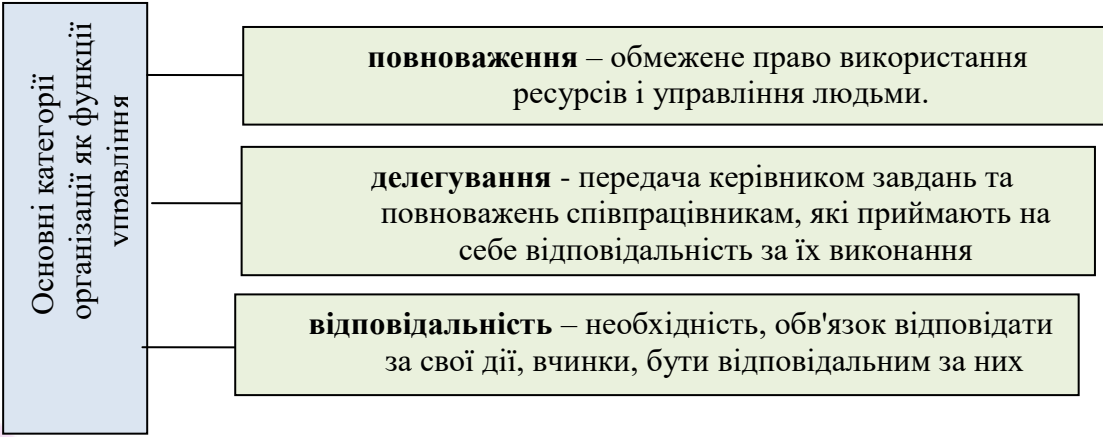 Основні категорії
організації як функції
управління
повноваження – обмежене право використання
ресурсів і управління людьми.
делегування - передача керівником завдань та
повноважень співпрацівникам, які приймають на
себе відповідальність за їх виконання
відповідальність – необхідність, обв'язок відповідати
за свої дії, вчинки, бути відповідальним за них